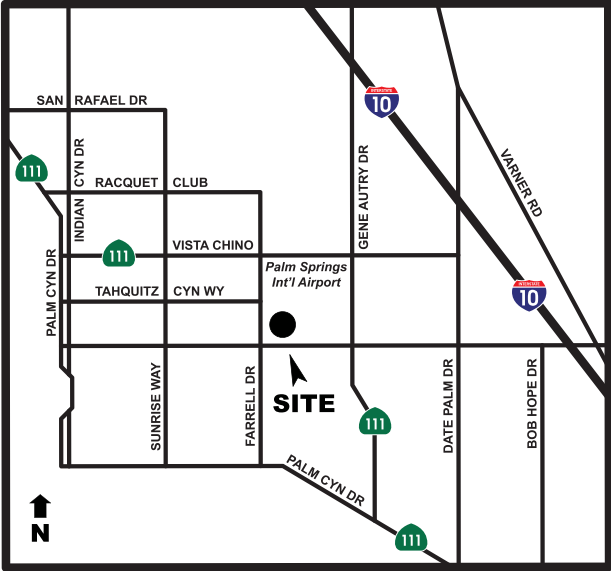 INTERSTATE
10
SAN RAFAEL DR
INDIAN CYN DR
111
RACQUET CLUB
GENE AUTRY DR
VARNER RD
111
VISTA CHINO
Palm Springs
Int'l Airport
PALM CYN DR
TAHQUITZ CYN WY
INTERSTATE
10
SUNRISE WAY
FARRELL DR
SITE
DATE PALM DR
BOB HOPE DR
111
PALM CYN DR
N
111